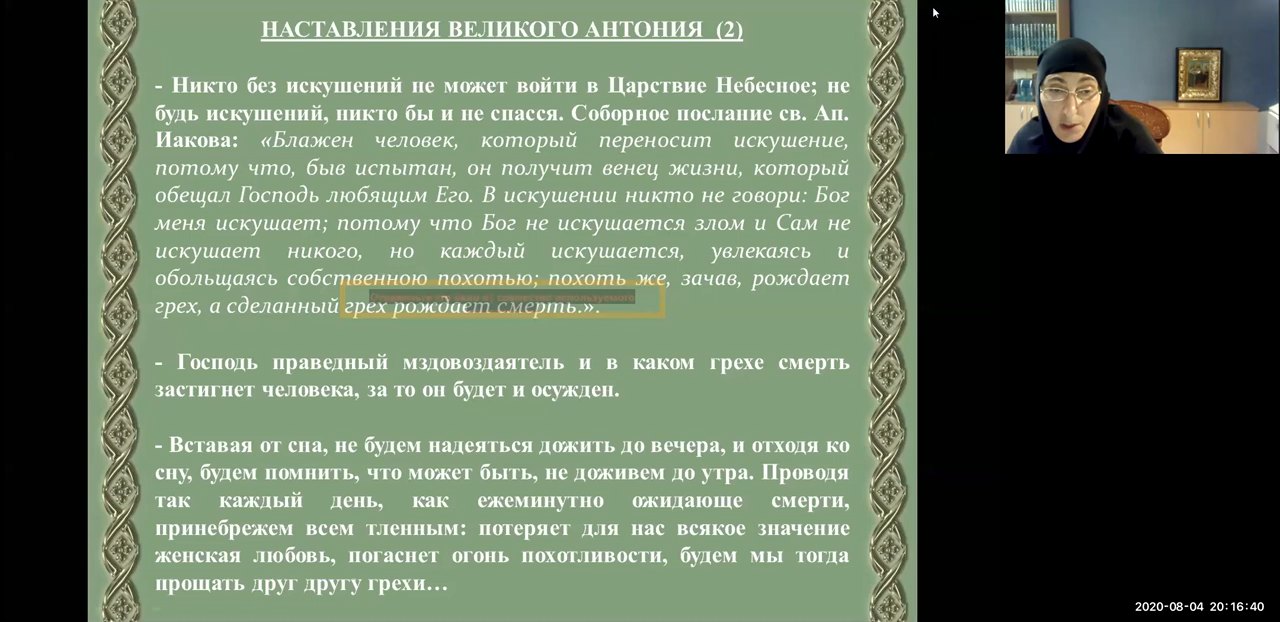 НАСТАВЛЕНИЯ ВЕЛИКОГО АНТОНИЯ (2)
- Никто без искушений не может войти в Царствие Небесное; не
будь искушений, никто бы и не спасся. Соборное послание св. Ап.
Иакова: «Блажен человек, который переносит искушение,
потому что, быв испытан, он получит венец жизни, который
обещал Господь любящим Его. В искушении никто не говори: Бог
меня искушает; потому что Бог не искушается злом и Сам не
искушает никого, но каждый искушается, увлекаясь и
обольщаясь собственною похотью; похоть же, зачав, рождает
грех, а сделанный грех рождает смерть.».
- Господь праведный мздовоздаятель и в каком грехе смерть
застигнет человека, за то он будет и осужден.
- Вставая от сна, не будем надеяться дожить до вечера, и отходя ко
сну, будем помнить, что может быть, не доживем до утра. Проводя
так каждый день, как ежеминутно ожидающе смерти,
принебрежем всем тленным: потеряет для нас всякое значение
женская любовь, погаснет огонь похотливости, будем мы тогда
прощать друг другу грехи…
2020-08-04 20:16:40